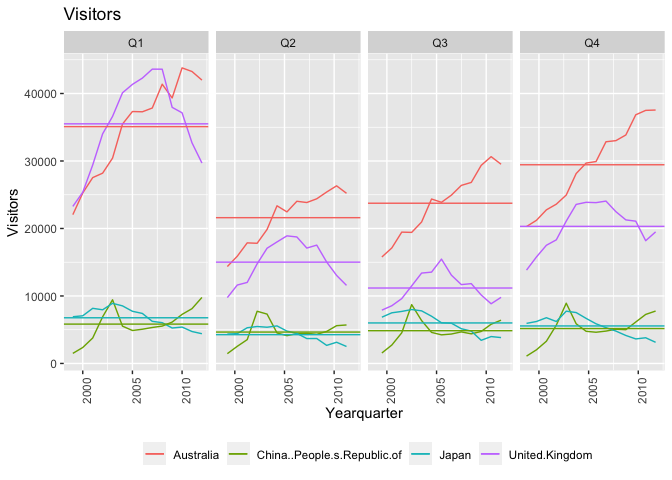 Visitors
Q1 Q2 Q3 Q4
Visitors
40000
30000
20000
10000
0
2000 2005 2010 2000 2005 2010 2000 2005 2010 2000 2005 2010
Yearquarter
Australia China..People.s.Republic.of Japan United.Kingdom